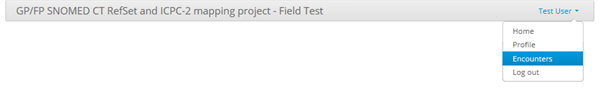 GP/FP SNOMED CT RefSet and ICPC-2 mapping project - Field Test
Test User
Home
Profile
Encounters
Log out